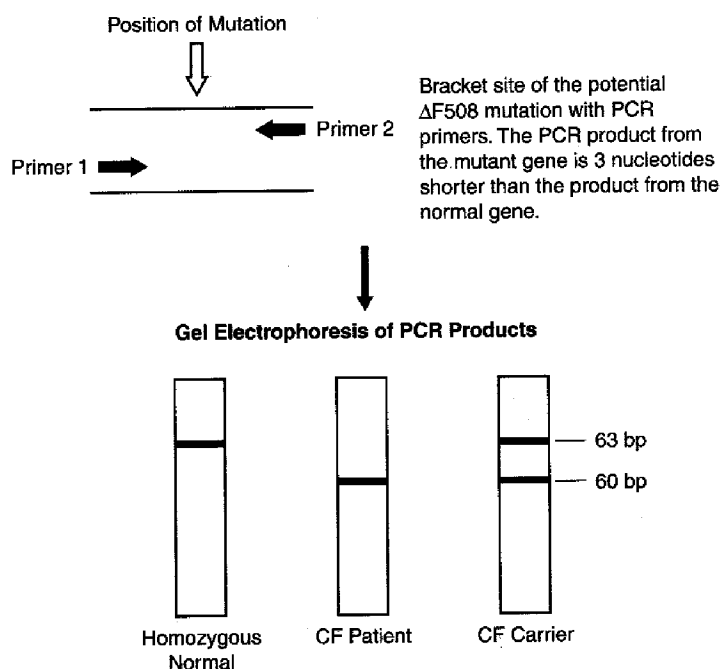 Position of Mutation
Primer 2
Primer 1
Bracket site of the potential
ΔF508 mutation with PCR
primers. The PCR product from
the mutant gene is 3 nucleotides
shorter than the product from the
normal gene.
Gel Electrophoresis of PCR Products
63 bp
60 bp
Homozygous
Normal
CF Patient
CF Carrier